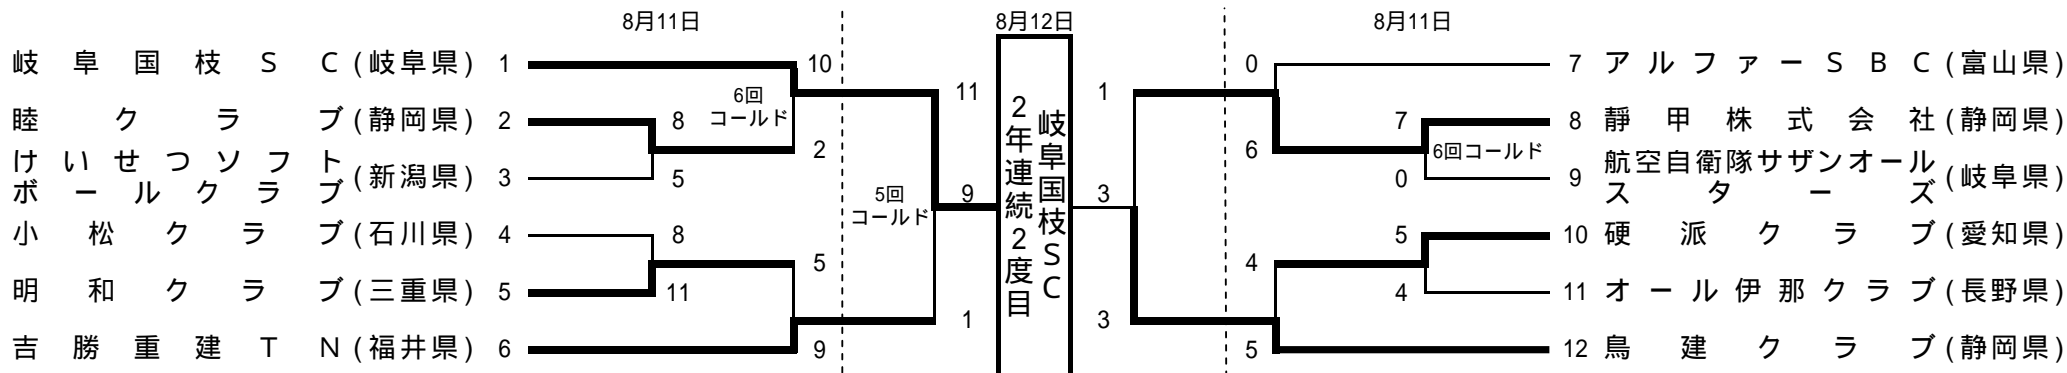 8月11日
8月12日
8月11日
岐阜国枝SC(岐阜県) 1
10
11
1
0
7 アルファーSBC(富山県)
6回
コールド
睦クラブ(静岡県) 2
8
2
6
7
8 靜甲株式会社(静岡県)
6回コールド
けいせつソフト
ボールクラブ
(新潟県) 3
5
0
9 航空自衛隊サザンオール
スターズ
(岐阜県)
5回
コールド
9
岐阜国枝SC
2年連続2度目
3
小松クラブ(石川県) 4
8
5
4
5
10 硬派クラブ(愛知県)
明和クラブ(三重県) 5
11
1
3
4
11 オール伊那クラブ(長野県)
吉勝重建TN(福井県) 6
9
5
12 鳥建クラブ(静岡県)